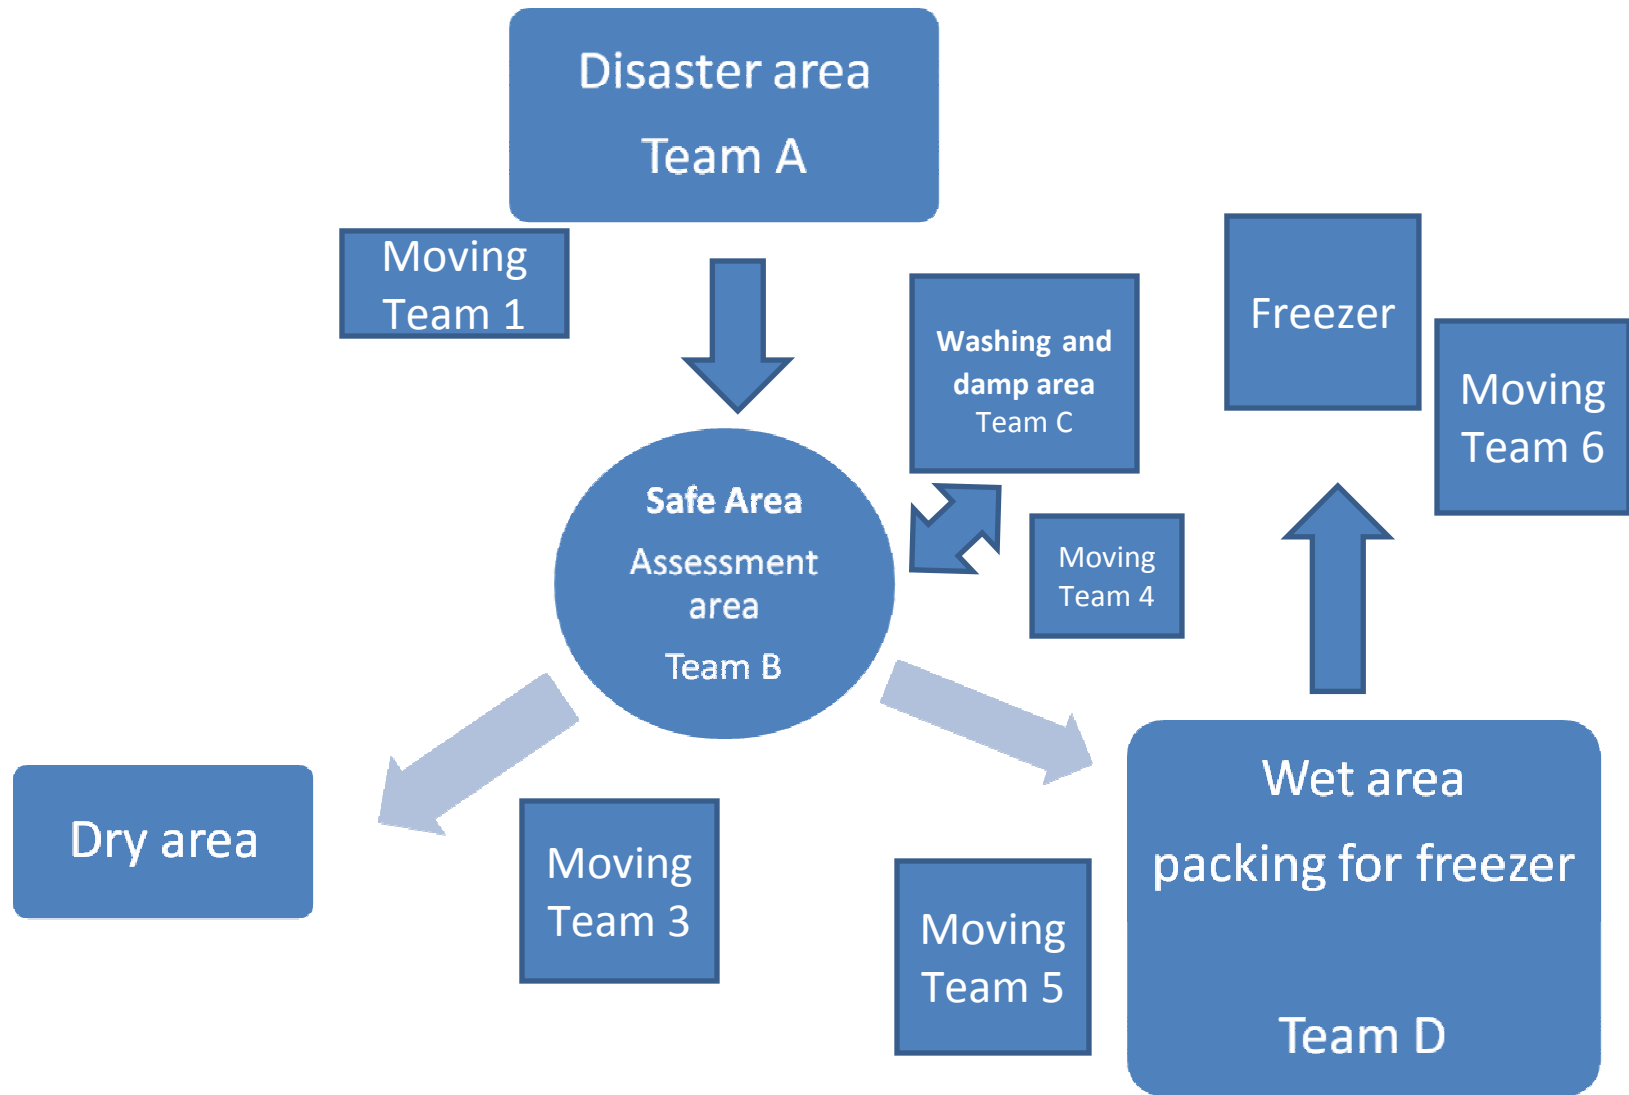 Disaster area
Team A
Moving
Team 1
Washing and
damp area
Team C
Freezer
Moving
Team 6
Safe Area
Assessment
area
Team B
Moving
Team 4
Dry area
Moving
Team 3
Moving
Team 5
Wet area
packing for freezer
Team D